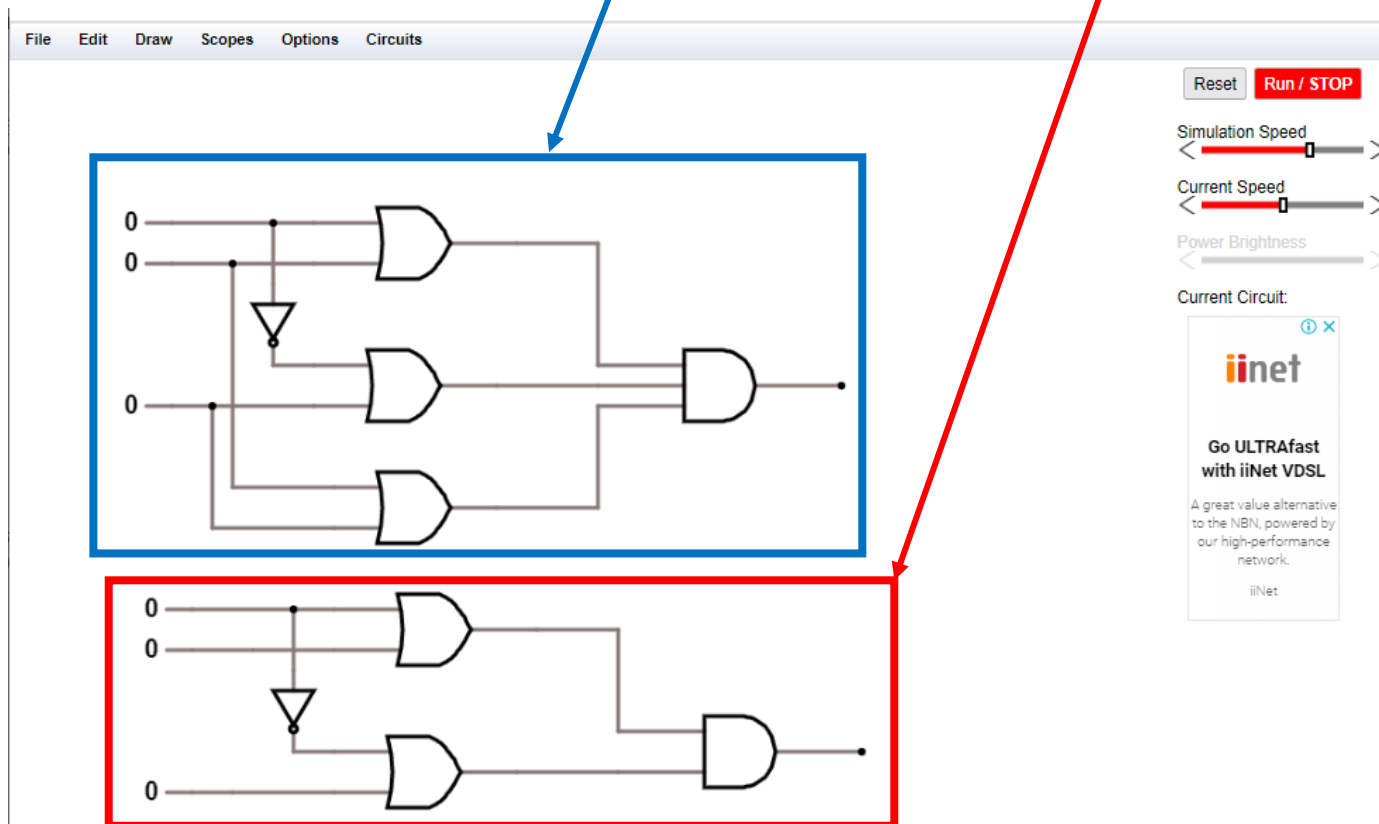 File Edit Draw Scopes Options Circuits
Reset Run / STOP
Simulation Speed
Current Speed
Power Brightness
Current Circuit:
iinet
Go ULTRAfast
with iiNet VDSL
A great value alternative
to the NBN, powered by
our high-performance
network.
iiNet
0
0
0
0
0
0